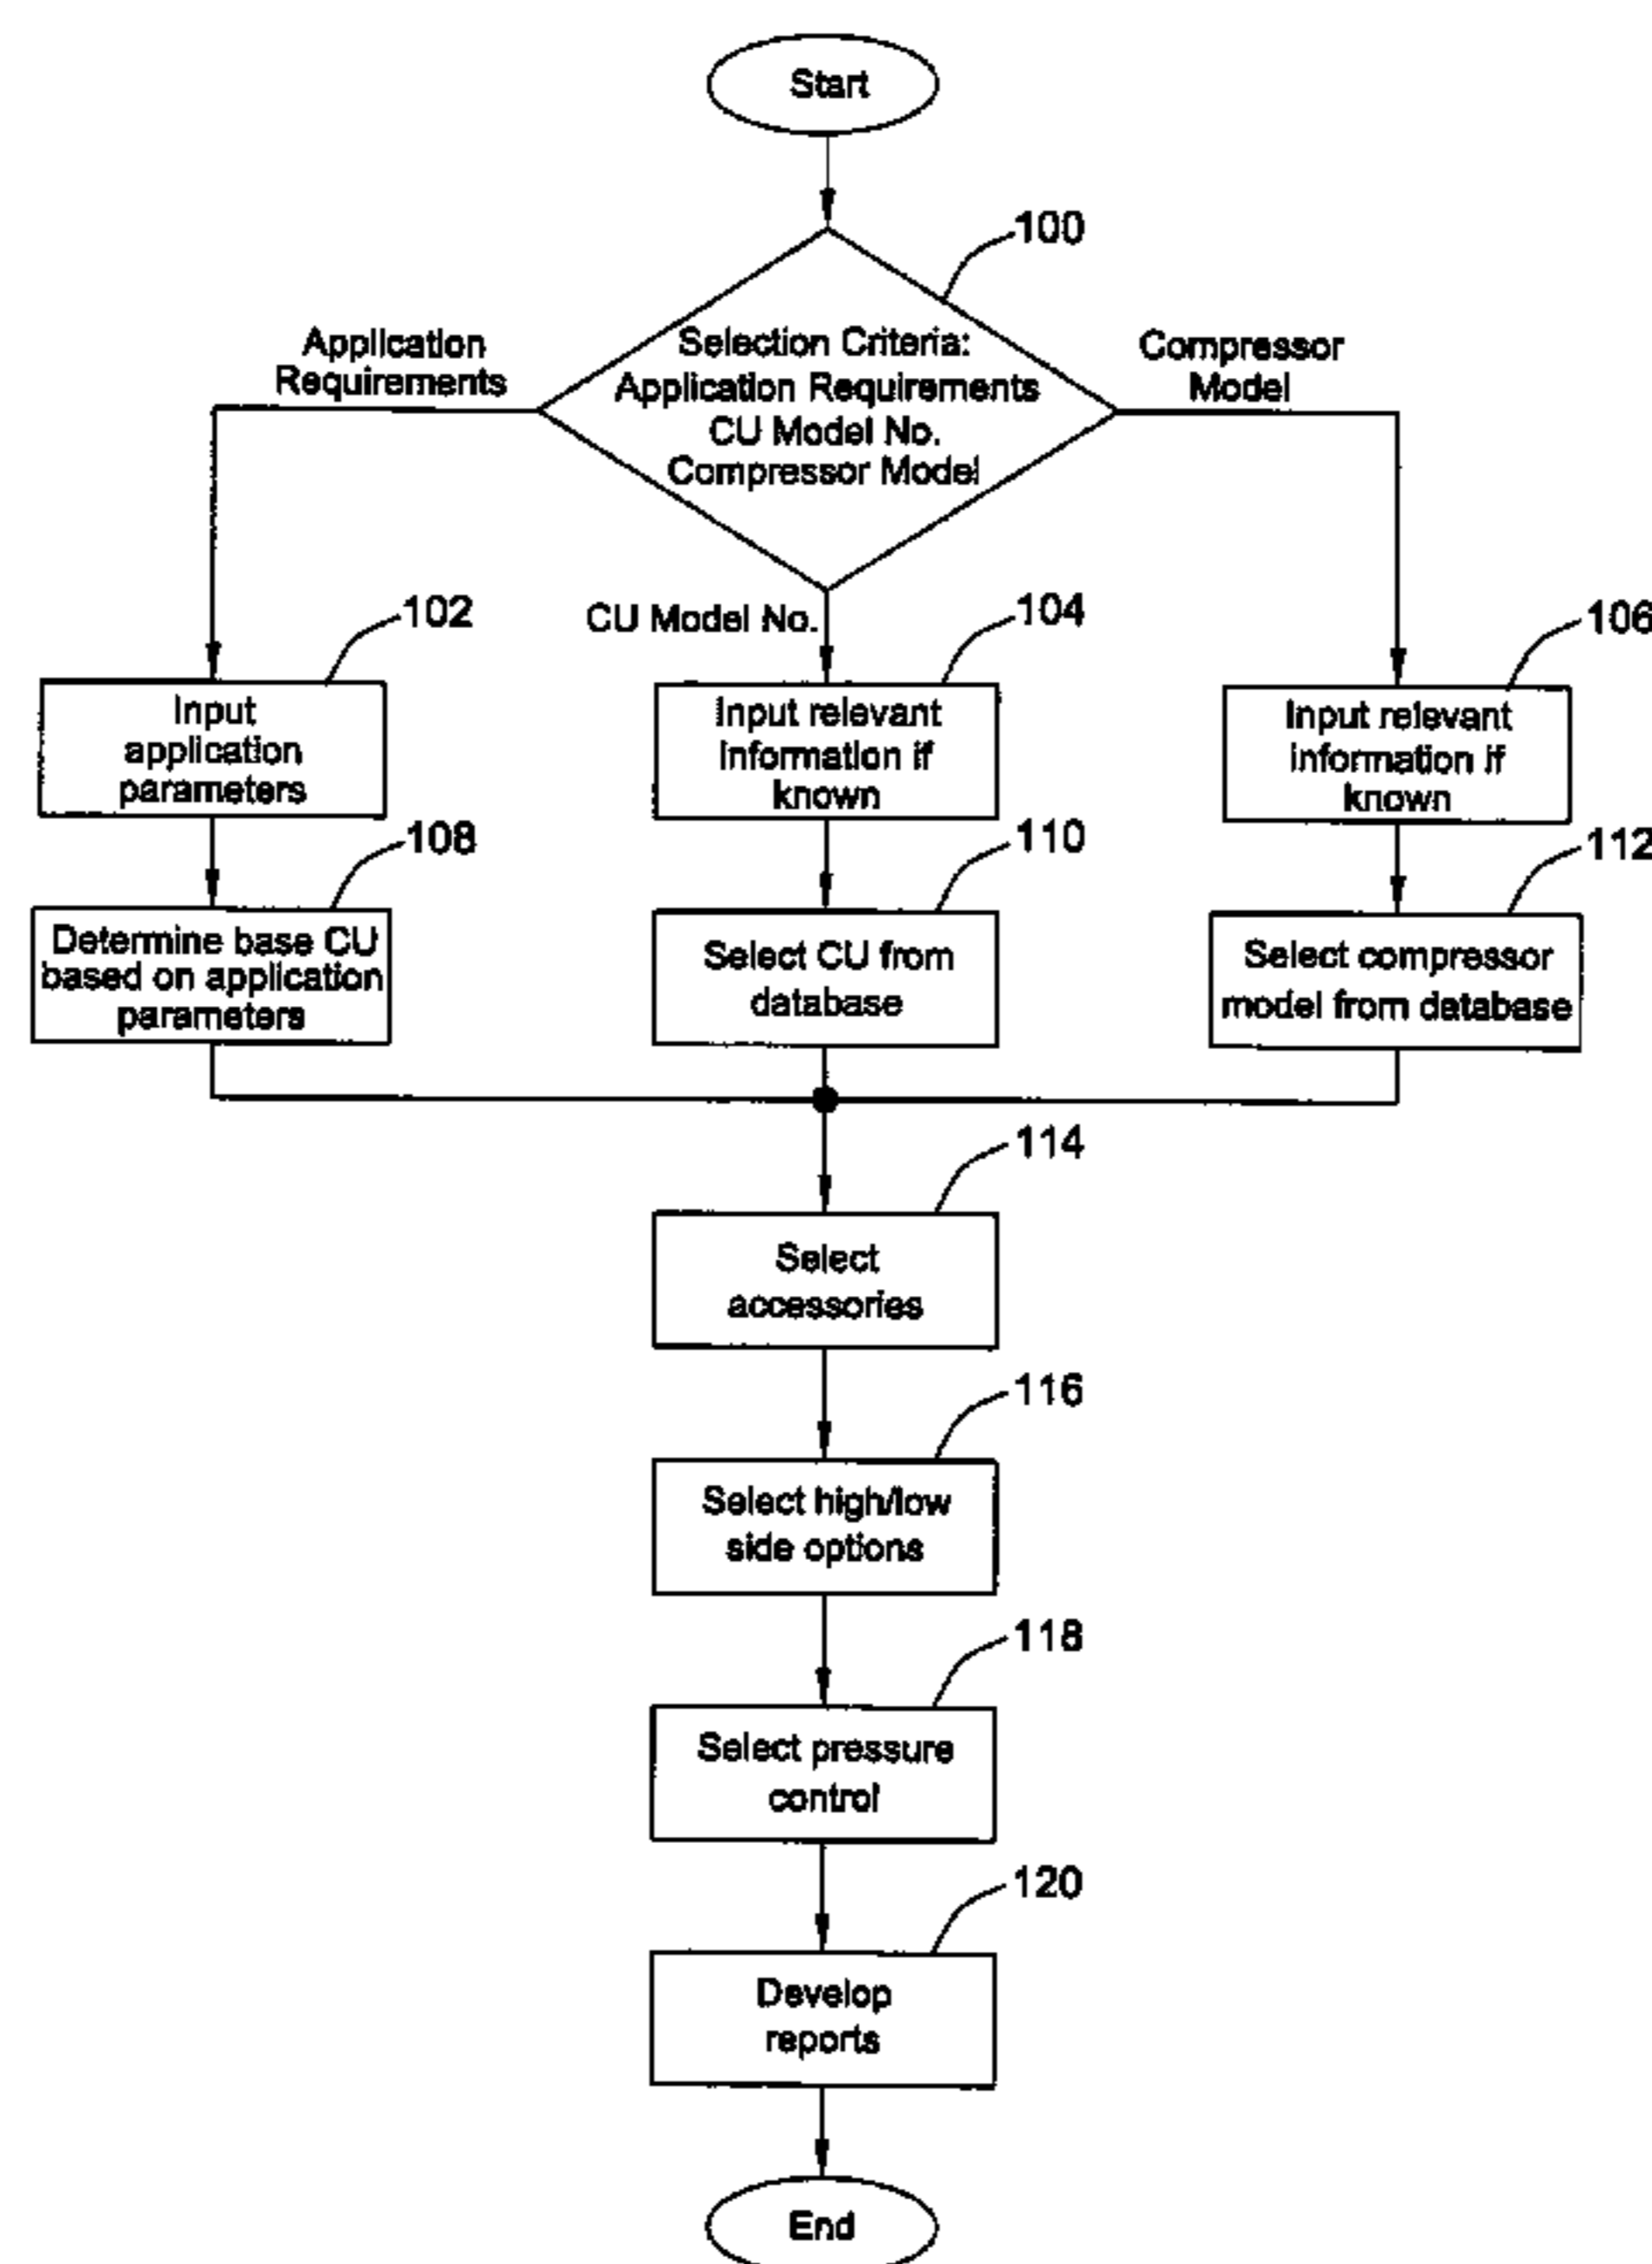 Start
100
Application
Requirements
Selection Criteria:
Application Requirements
CU Model No.
Compressor Model
Compressor
Model
CU Model No.
102
104
106
Input
application
parameters
Input relevant
information if
known
Input relevant
information if
known
108
110
112
Determine base CU
based on application
parameters
Select CU from
database
Select compressor
model from database
114
Select
accessories
116
Select high/low
side options
118
Select pressure
control
120
Develop
reports
End